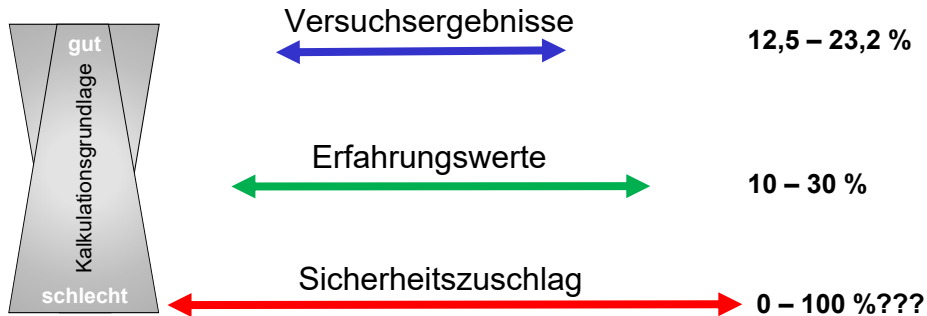 Versuchsergebnisse
12,5 – 23,2 %
gut
Kalkulationsgrundlage
schlecht
Erfahrungswerte
10 – 30 %
Sicherheitszuschlag
0 – 100 %???